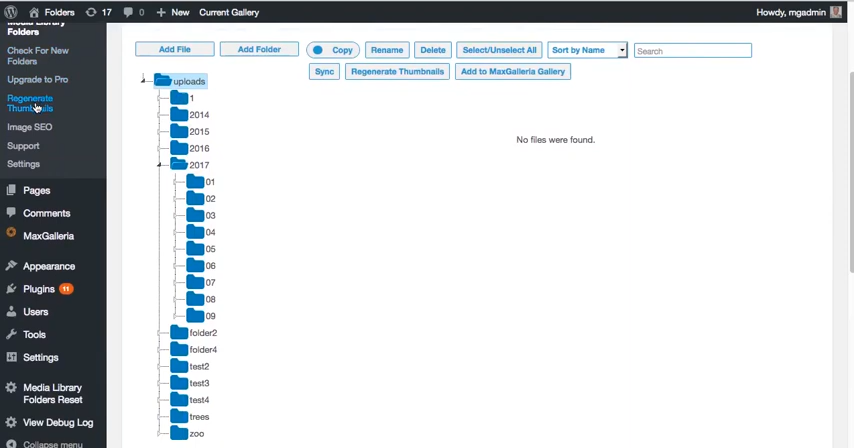 Folders 17 0 + New Current Gallery Howdy, mgadmin
Media Library
Folders
Check For New
Folders
Upgrade to Pro
Regenerate
Thumbnails
Image SEO
Support
Settings
Pages
Comments
MaxGalleria
Appearance
Plugins 11
Users
Tools
Settings
Media Library
Folders Reset
View Debug Log
Collapse menu
Add File Add Folder Copy Rename Delete Select/Unselect All Sort by Name Search
Sync Regenerate Thumbnails Add to MaxGalleria Gallery
uploads
1
2014
2015
2016
2017
01
02
03
04
05
06
07
08
09
folder2
folder4
test2
test3
test4
trees
zoo
No files were found.